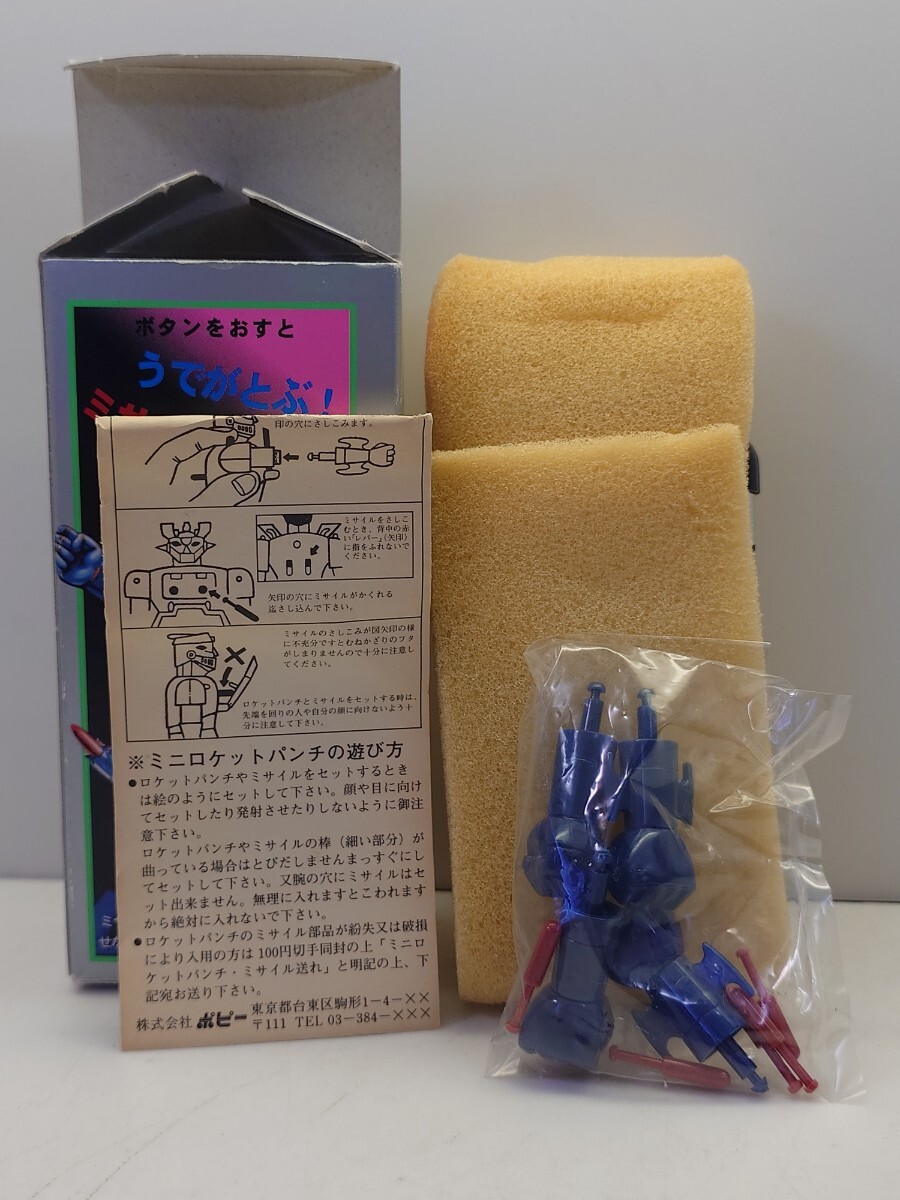 ボタンをおすと
うでがとぶ！
ミサ
印の穴にさしこみます。
ミサイルをさしこ
むとき、背中の赤
い「レバー」(矢印)
に指をふれないで
ください。
矢印の穴にミサイルがかくれる
迄さし込んで下さい。
ミサイルのさしこみが図矢印の様
に不充分ですとむねかざりのフタ
がしまりませんので十分に注意し
てください。
ロケットパンチとミサイルをセットする時は、
先端を回りの人や自分の顔に向けないよう十
分に注意して下さい。
※ミニロケットパンチの遊び方
●ロケットパンチやミサイルをセットするとき
は絵のようにセットして下さい。顔や目に向け
てセットしたり発射させたりしないように御注
意下さい。
ロケットパンチやミサイルの棒（細い部分）が
曲っている場合はとびだしませんまっすぐにし
てセットして下さい。又腕の穴にミサイルはセ
ット出来ません。無理に入れますとこわれます
から絶対に入れないで下さい。
●ロケットパンチのミサイル部品が紛失又は破損
により入用の方は100円切手同封の上「ミニロ
ケットパンチ・ミサイル送れ」と明記の上、下
記宛お送り下さい。
株式会社 ポピー 東京都台東区駒形1-4-××
〒111 TEL 03-384-×××
ミ
せ